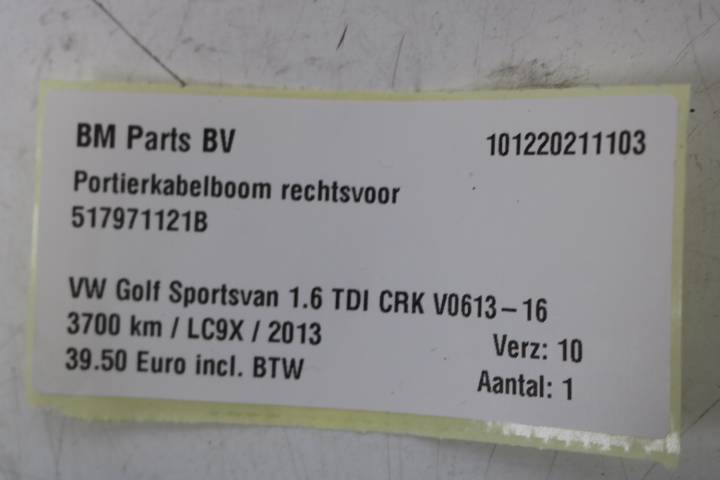 BM Parts BV 101220211103
Portierkabelboom rechtsvoor
517971121B
VW Golf Sportsvan 1.6 TDI CRK V0613-16
3700 km / LC9X / 2013 Verz: 10
39.50 Euro incl. BTW Aantal: 1